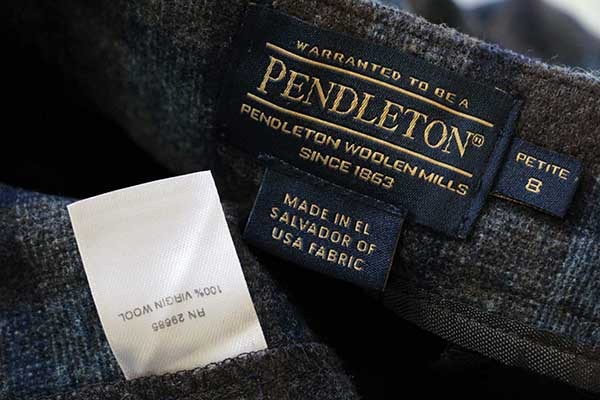 WARRANTED TO BE A
PENDLETON®
PENDLETON WOOLEN MILLS
SINCE 1863
PETITE
8
MADE IN EL
SALVADOR OF
USA FABRIC
RN 29685
100% VIRGIN WOOL